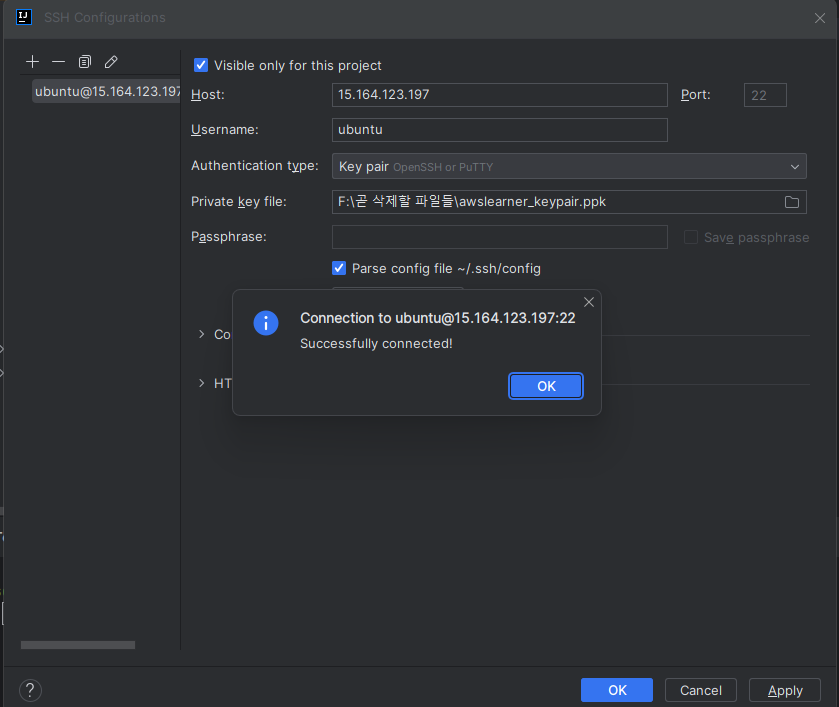 IJ
SSH Configurations
ubuntu@15.164.123.197
Visible only for this project
Host:
15.164.123.197
Port:
22
Username:
ubuntu
Authentication type:
Key pair OpenSSH or PuTTY
Private key file:
F:\곧 삭제할 파일들\awslearner_keypair.ppk
Passphrase:
Save passphrase
Parse config file ~/.ssh/config
Co
HT
Connection to ubuntu@15.164.123.197:22
Successfully connected!
OK
?
OK
Cancel
Apply